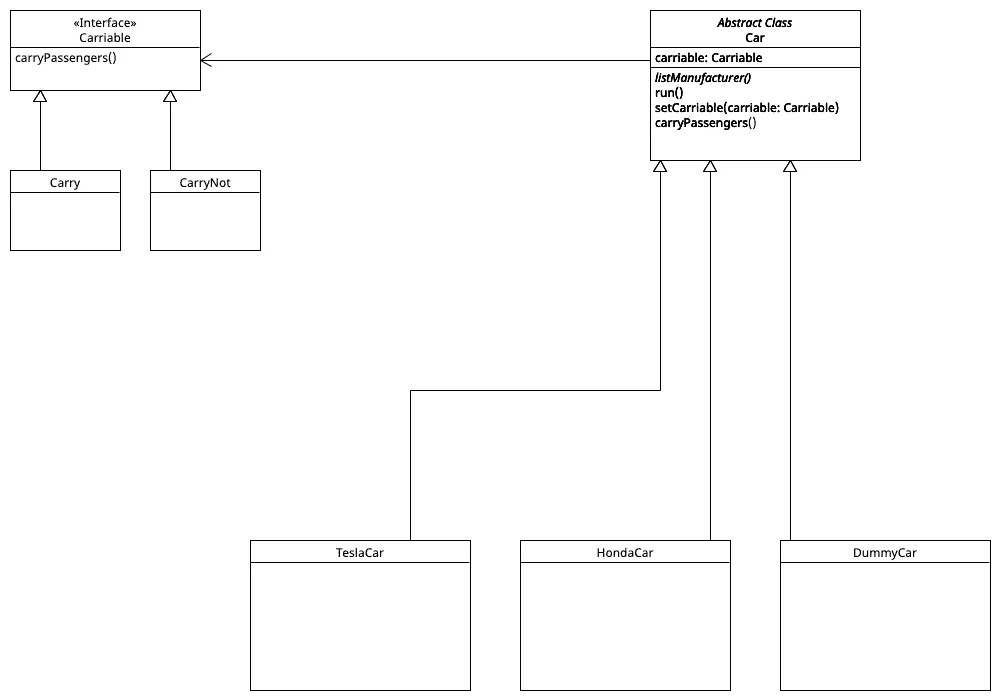 «Interface»
Carriable
carryPassengers()
Abstract Class
Car
carriable: Carriable
listManufacturer()
run()
setCarriable(carriable: Carriable)
carryPassengers()
Carry
CarryNot
TeslaCar
HondaCar
DummyCar